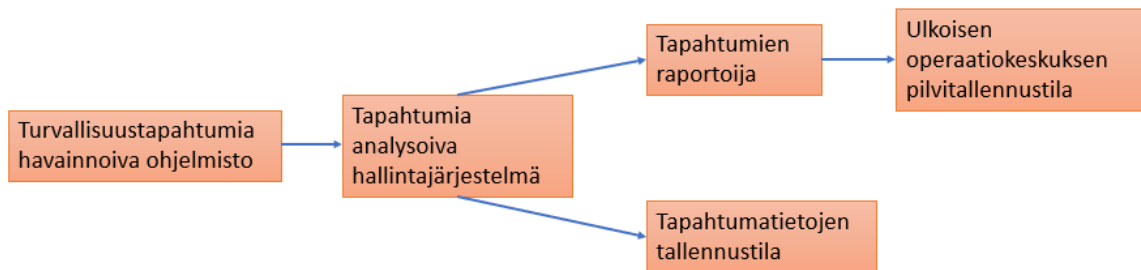 Turvallisuustapahtumia
havainnoiva ohjelmisto
Tapahtumia
analysoiva
hallintajärjestelmä
Tapahtumien
raportoija
Ulkoisen
operaatiokeskuksen
pilvitallennustila
Tapahtumatietojen
tallennustila